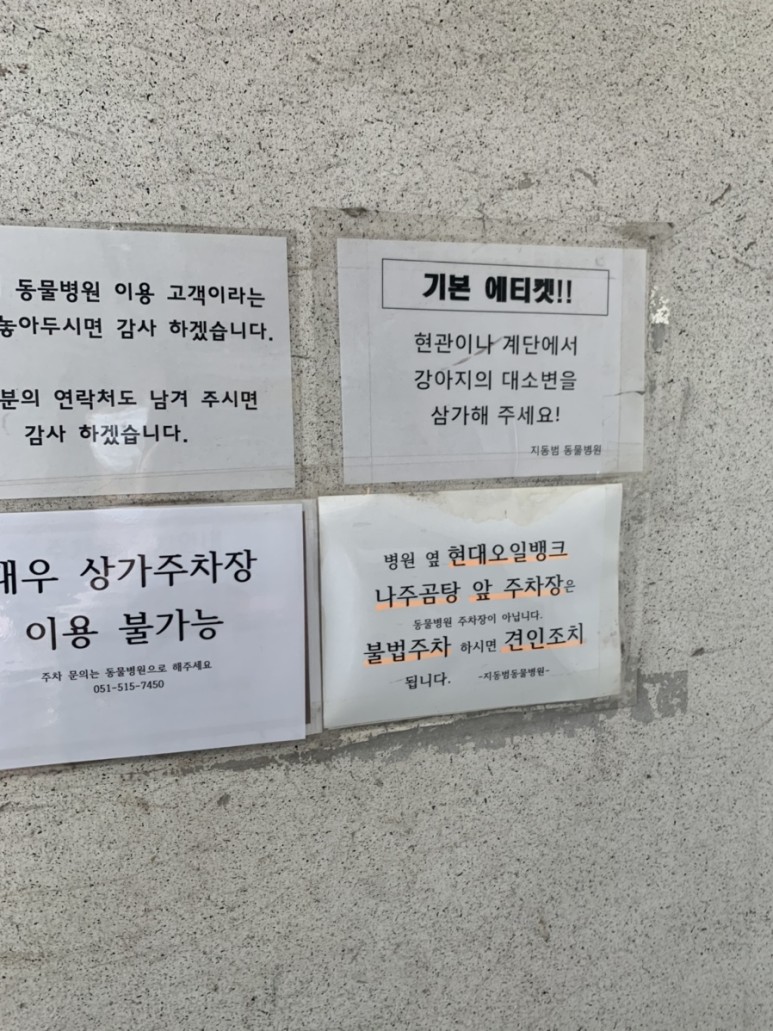 동물병원 이용 고객이라는
놓아두시면 감사 하겠습니다.
분의 연락처도 남겨 주시면
감사 하겠습니다.
기본 에티켓!!
현관이나 계단에서
강아지의 대소변을
삼가해 주세요!
지동범 동물병원
상가주차장
이용 불가능
주차 문의는 동물병원으로 해주세요
051-515-7450
병원 옆 현대오일뱅크
나주곰탕 앞 주차장은
동물병원 주차장이 아닙니다.
불법주차 하시면 견인조치
됩니다. -지동범동물병원-